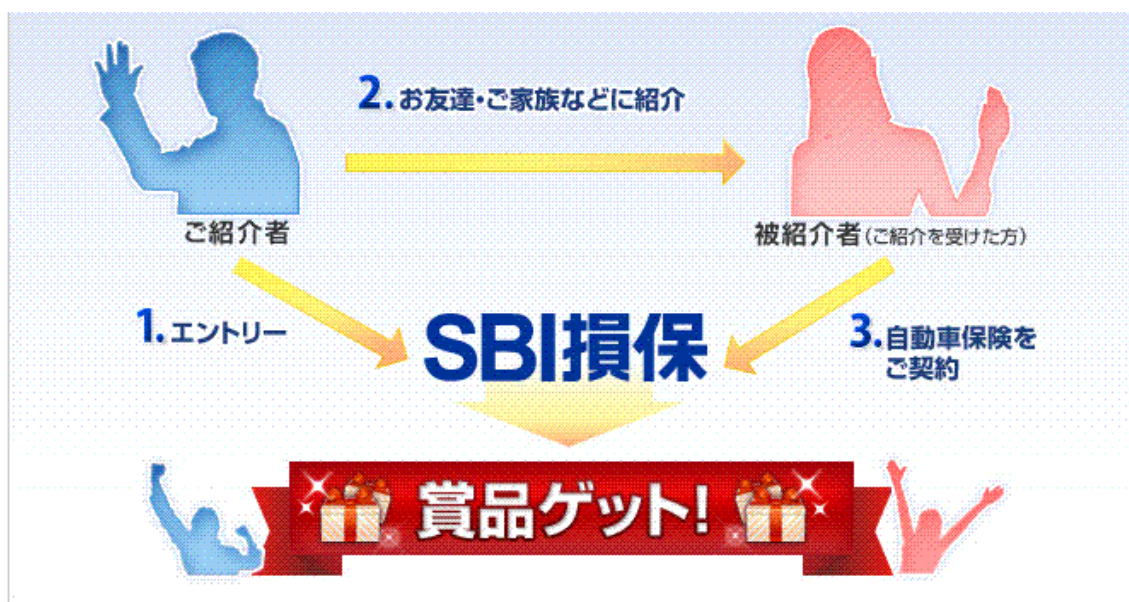 2.お友達・ご家族などに紹介
ご紹介者
被紹介者(ご紹介を受けた方)
1.エントリー
SBI損保
3.自動車保険を
ご契約
賞品ゲット!